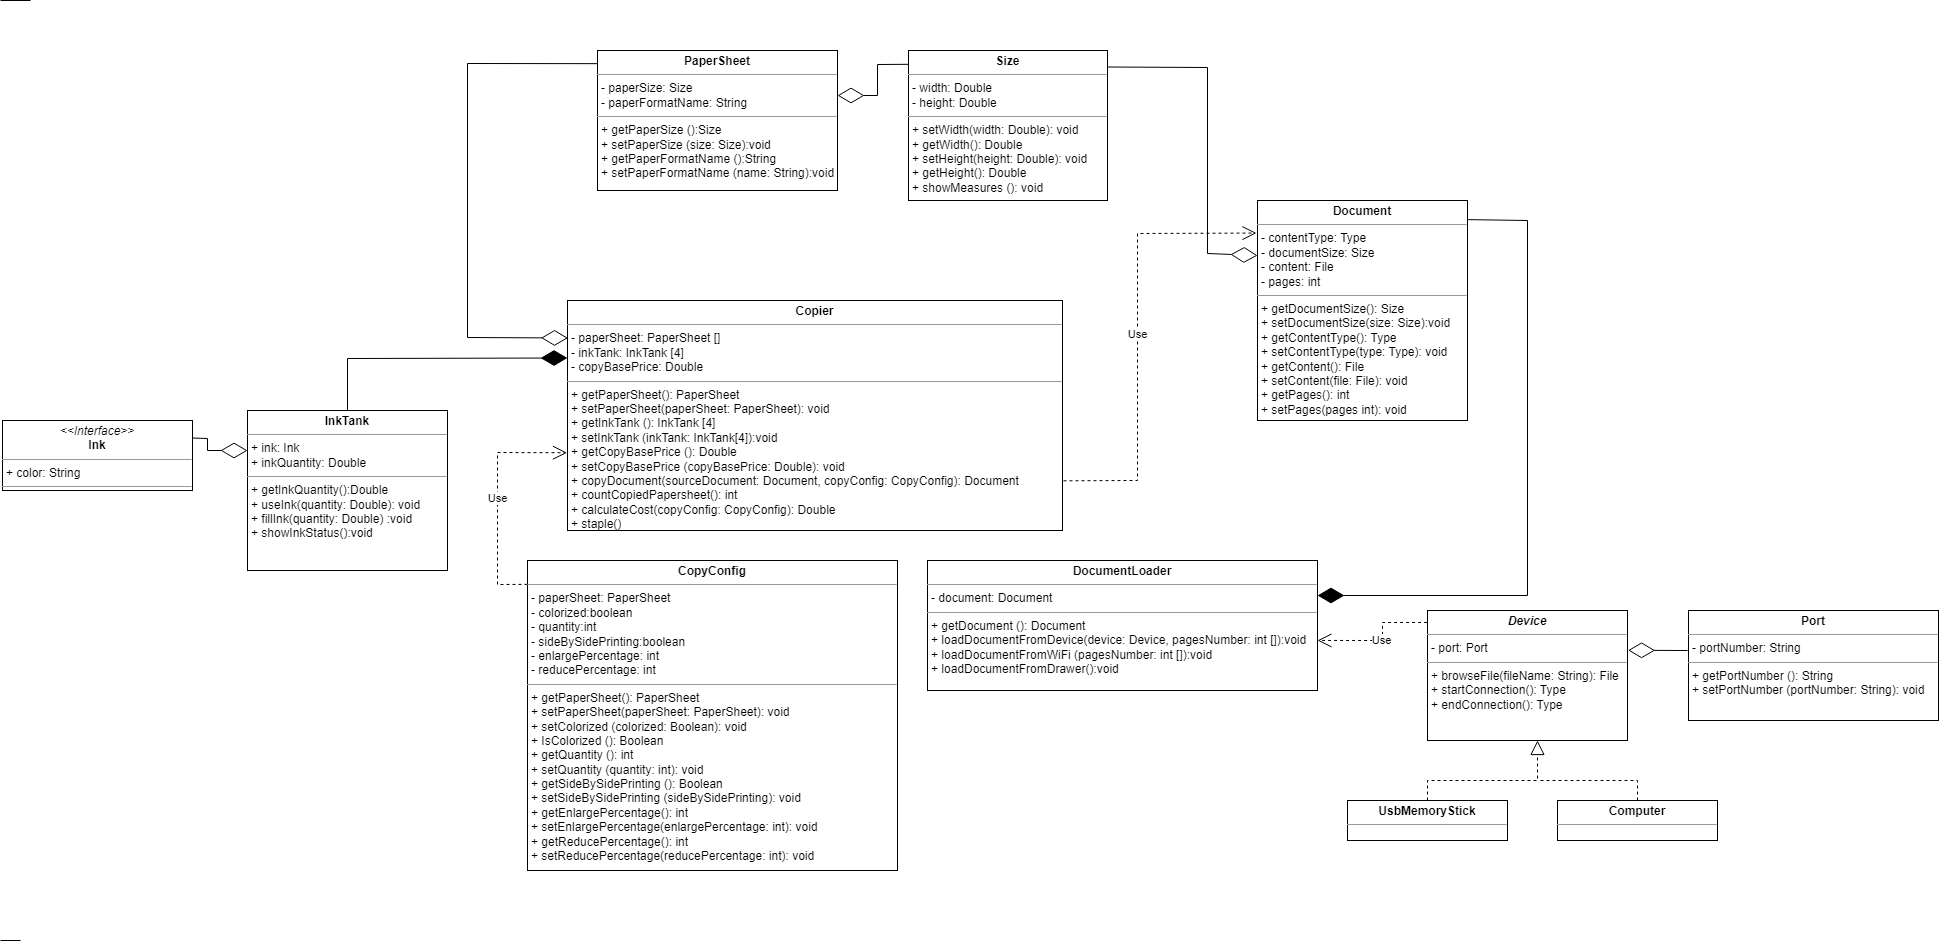 PaperSheet
- paperSize: Size
- paperFormatName: String
+ getPaperSize ():Size
+ setPaperSize (size: Size):void
+ getPaperFormatName ():String
+ setPaperFormatName (name: String):void
Size
- width: Double
- height: Double
+ setWidth(width: Double): void
+ getWidth(): Double
+ setHeight(height: Double): void
+ getHeight(): Double
+ showMeasures (): void
Document
- contentType: Type
- documentSize: Size
- content: File
- pages: int
+ getDocumentSize(): Size
+ setDocumentSize(size: Size):void
+ getContentType(): Type
+ setContentType(type: Type): void
+ getContent(): File
+ setContent(file: File): void
+ getPages(): int
+ setPages(pages int): void
Use
Copier
- paperSheet: PaperSheet []
- inkTank: InkTank [4]
- copyBasePrice: Double
+ getPaperSheet(): PaperSheet
+ setPaperSheet(paperSheet: PaperSheet): void
+ getInkTank (): InkTank [4]
+ setInkTank (inkTank: InkTank[4]):void
+ getCopyBasePrice (): Double
+ setCopyBasePrice (copyBasePrice: Double): void
+ copyDocument(sourceDocument: Document, copyConfig: CopyConfig): Document
+ countCopiedPapersheet(): int
+ calculateCost(copyConfig: CopyConfig): Double
+ staple()
<<Interface>>
Ink
+ color: String
InkTank
+ ink: Ink
+ inkQuantity: Double
+ getInkQuantity():Double
+ useInk(quantity: Double): void
+ fillInk(quantity: Double) :void
+ showInkStatus():void
Use
CopyConfig
- paperSheet: PaperSheet
- colorized:boolean
- quantity:int
- sideBySidePrinting:boolean
- enlargePercentage: int
- reducePercentage: int
+ getPaperSheet(): PaperSheet
+ setPaperSheet(paperSheet: PaperSheet): void
+ setColorized (colorized: Boolean): void
+ IsColorized (): Boolean
+ getQuantity (): int
+ setQuantity (quantity: int): void
+ getSideBySidePrinting (): Boolean
+ setSideBySidePrinting (sideBySidePrinting): void
+ getEnlargePercentage(): int
+ setEnlargePercentage(enlargePercentage: int): void
+ getReducePercentage(): int
+ setReducePercentage(reducePercentage: int): void
DocumentLoader
- document: Document
+ getDocument (): Document
+ loadDocumentFromDevice(device: Device, pagesNumber: int []):void
+ loadDocumentFromWiFi (pagesNumber: int []):void
+ loadDocumentFromDrawer():void
Use
Device
- port: Port
+ browseFile(fileName: String): File
+ startConnection(): Type
+ endConnection(): Type
Port
- portNumber: String
+ getPortNumber (): String
+ setPortNumber (portNumber: String): void
UsbMemoryStick
Computer